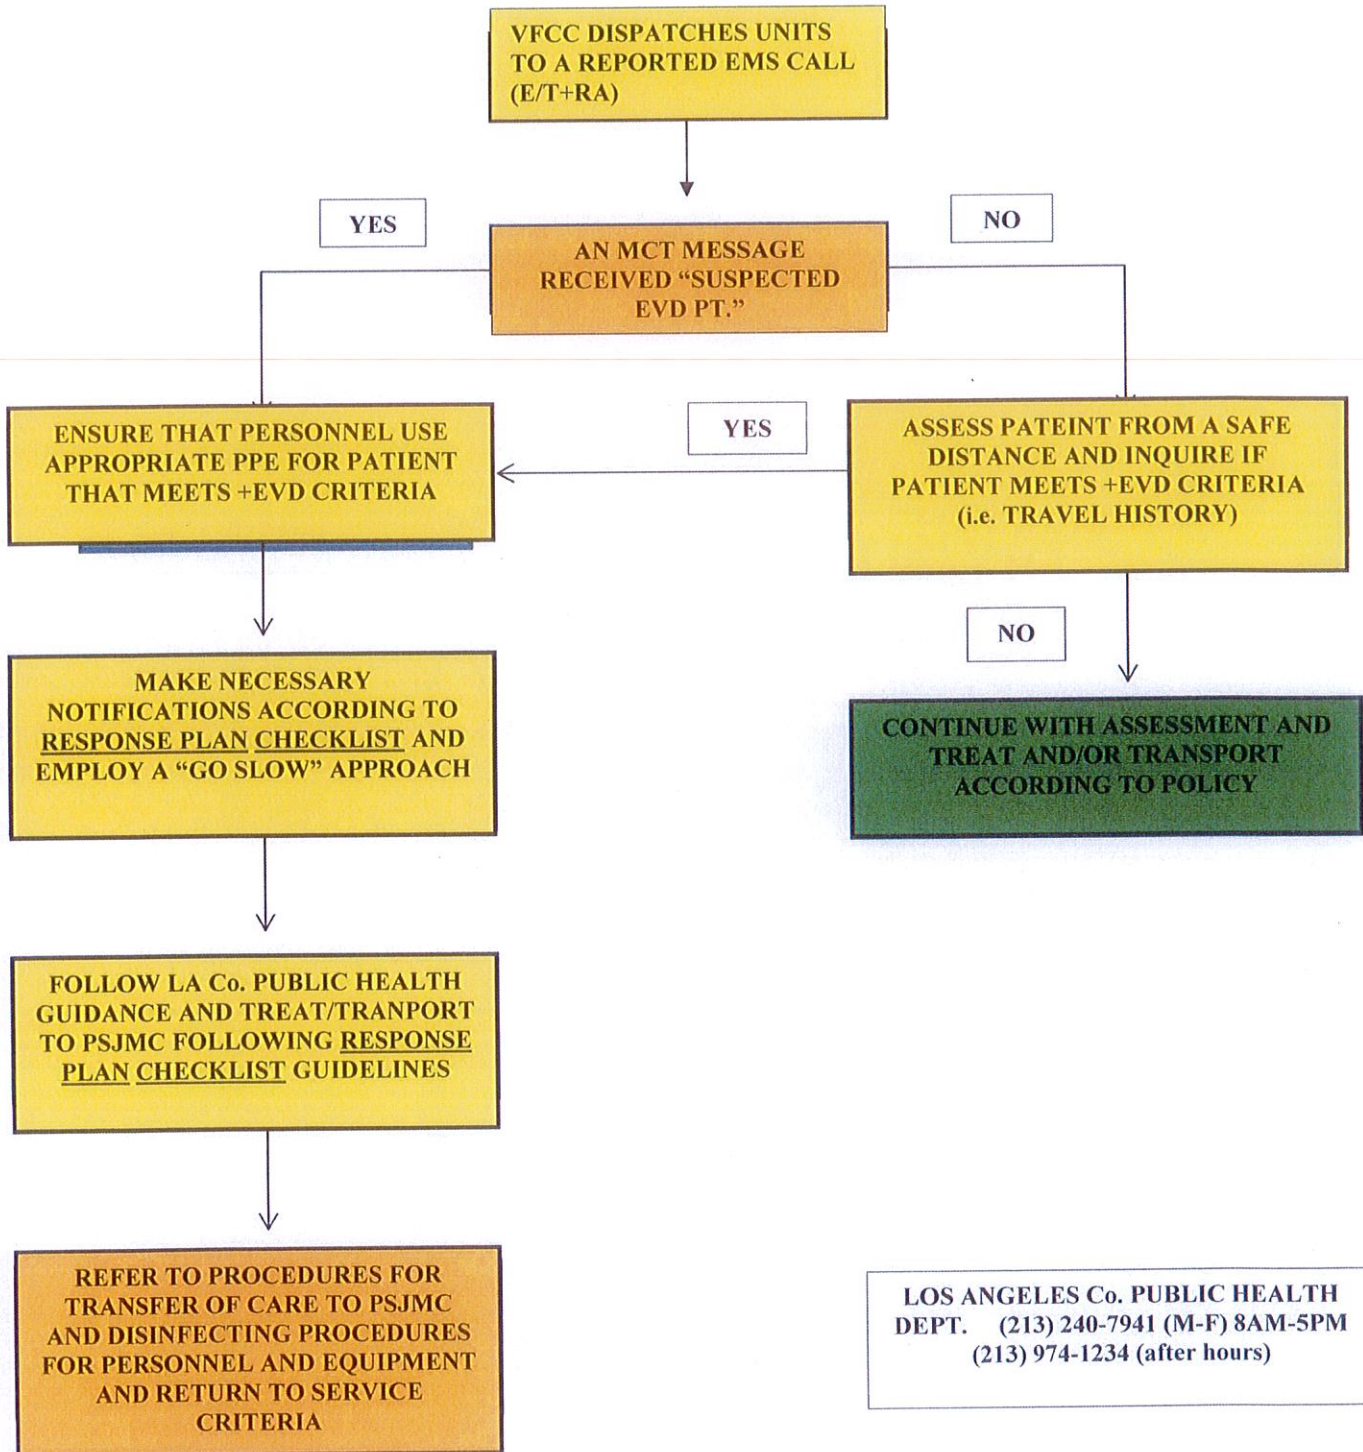 VFCC DISPATCHES UNITS
TO A REPORTED EMS CALL
(E/T+RA)
YES
NO
AN MCT MESSAGE
RECEIVED “SUSPECTED
EVD PT.”
ENSURE THAT PERSONNEL USE
APPROPRIATE PPE FOR PATIENT
THAT MEETS +EVD CRITERIA
YES
ASSESS PATEINT FROM A SAFE
DISTANCE AND INQUIRE IF
PATIENT MEETS +EVD CRITERIA
(i.e. TRAVEL HISTORY)
NO
MAKE NECESSARY
NOTIFICATIONS ACCORDING TO
RESPONSE PLAN CHECKLIST AND
EMPLOY A “GO SLOW” APPROACH
CONTINUE WITH ASSESSMENT AND
TREAT AND/OR TRANSPORT
ACCORDING TO POLICY
FOLLOW LA Co. PUBLIC HEALTH
GUIDANCE AND TREAT/TRANPORT
TO PSJMC FOLLOWING RESPONSE
PLAN CHECKLIST GUIDELINES
REFER TO PROCEDURES FOR
TRANSFER OF CARE TO PSJMC
AND DISINFECTING PROCEDURES
FOR PERSONNEL AND EQUIPMENT
AND RETURN TO SERVICE
CRITERIA
LOS ANGELES Co. PUBLIC HEALTH
DEPT. (213) 240-7941 (M-F) 8AM-5PM
(213) 974-1234 (after hours)